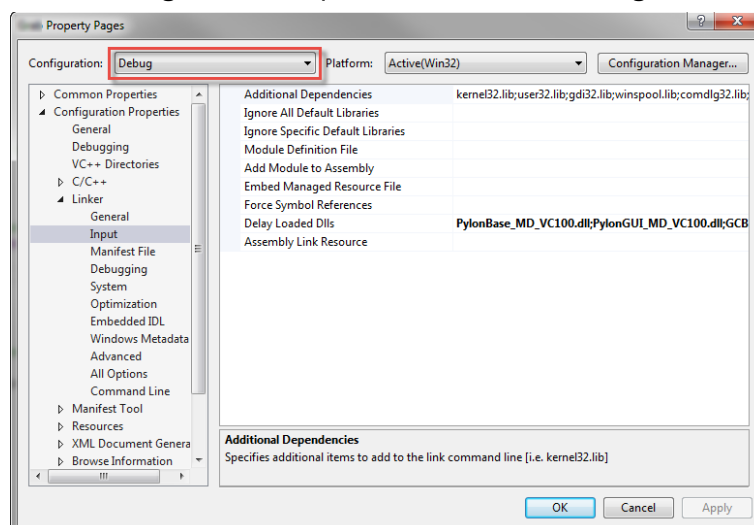 Property Pages
Configuration: Debug Platform: Active(Win32) Configuration Manager...
Common Properties
Configuration Properties
General
Debugging
VC++ Directories
C/C++
Linker
General
Input
Manifest File
Debugging
System
Optimization
Embedded IDL
Windows Metadata
Advanced
All Options
Command Line
Manifest Tool
Resources
XML Document Genera
Browse Information
Additional Dependencies kernel32.lib;user32.lib;gdi32.lib;winspool.lib;comdlg32.lib;
Ignore All Default Libraries
Ignore Specific Default Libraries
Module Definition File
Add Module to Assembly
Embed Managed Resource File
Force Symbol References
Delay Loaded Dlls PylonBase_MD_VC100.dll;PylonGUI_MD_VC100.dll;GCB
Assembly Link Resource
Additional Dependencies
Specifies additional items to add to the link command line [i.e. kernel32.lib]
OK Cancel Apply